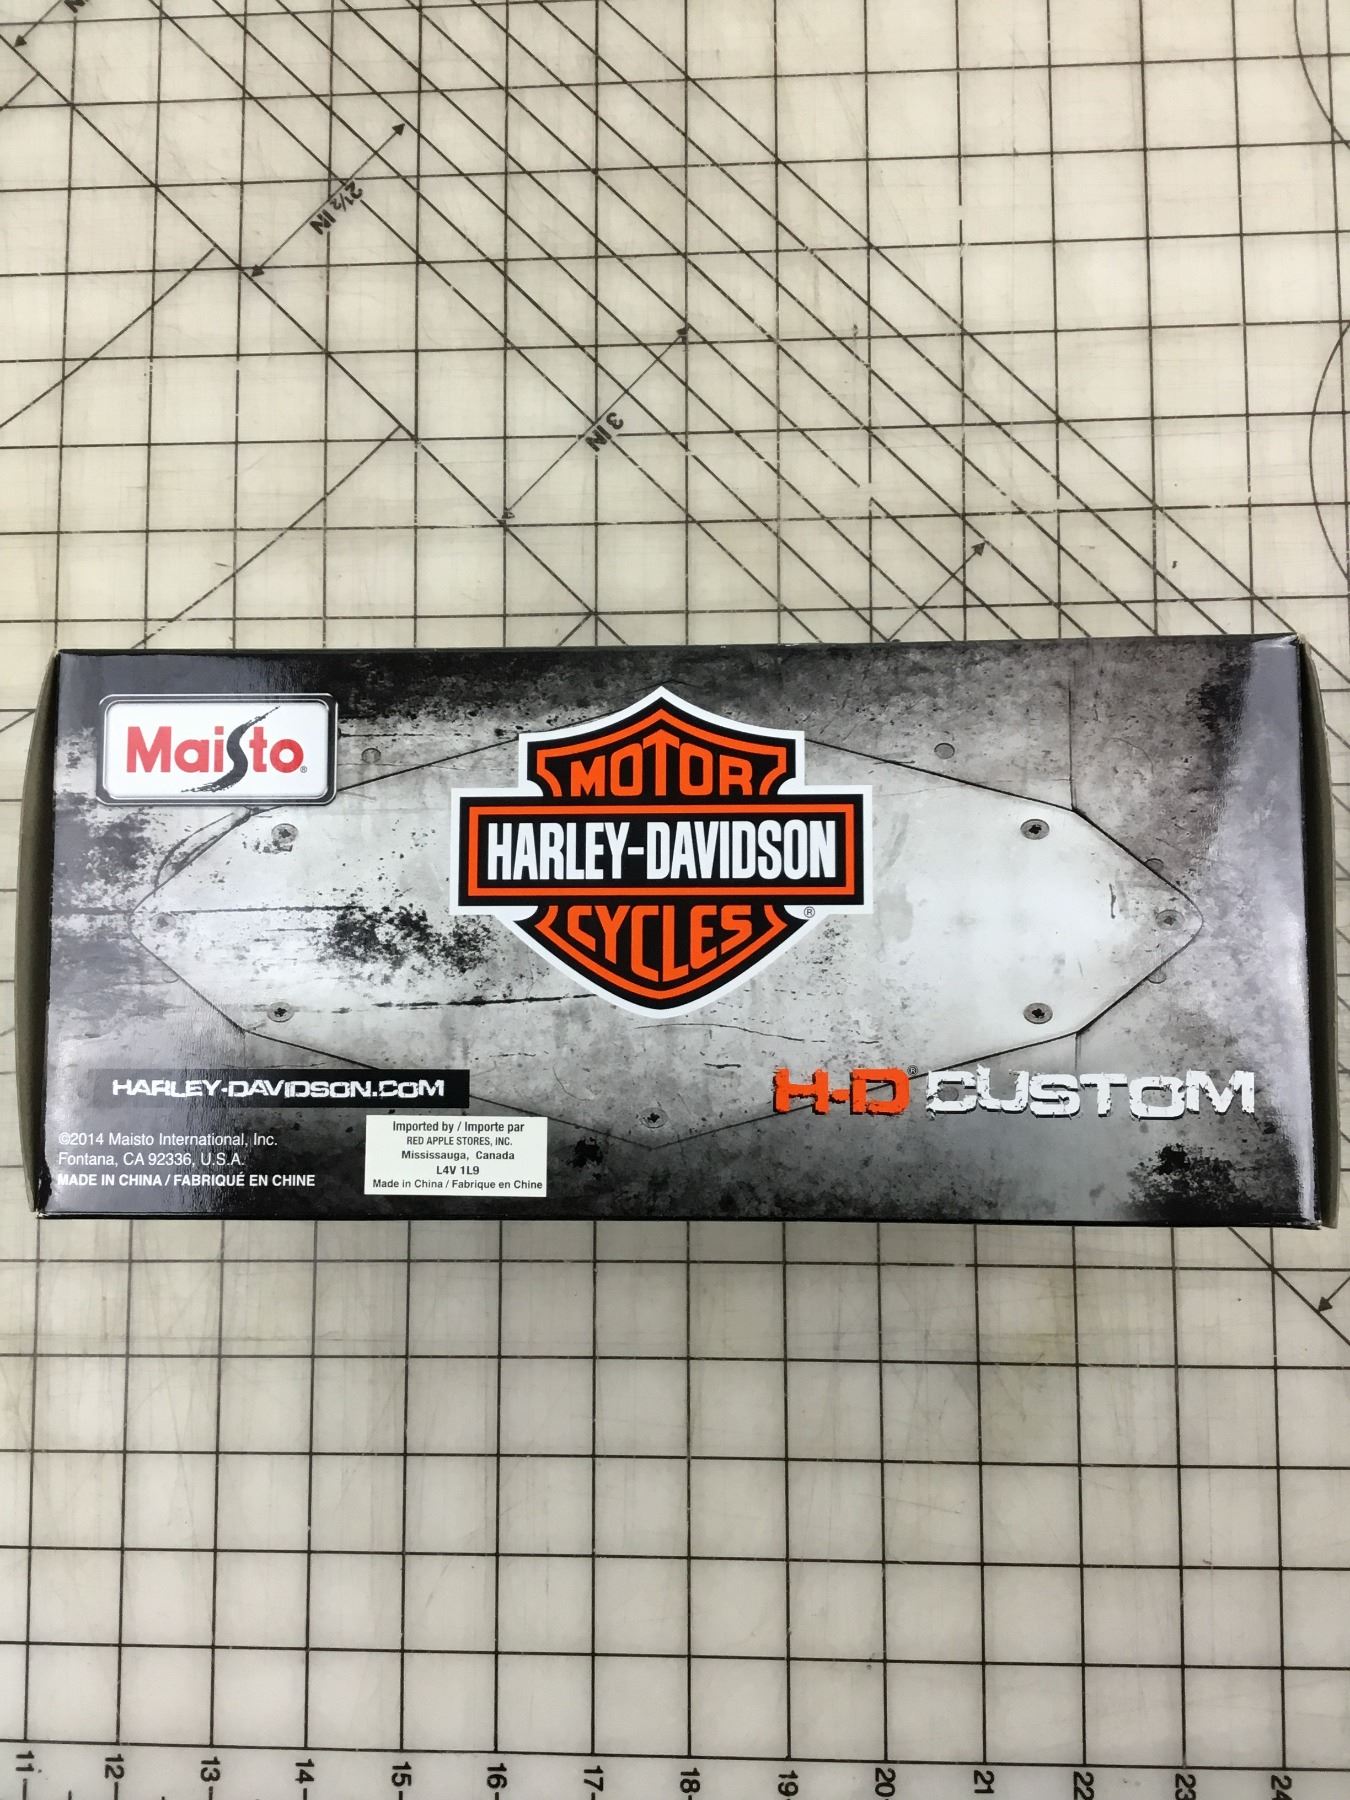 2½ IN
3 IN
Maisto®
MOTOR
HARLEY-DAVIDSON
CYCLES
®
HARLEY-DAVIDSON.COM
H-D® CUSTOM
©2014 Maisto International, Inc.
Fontana, CA 92336, U.S.A.
MADE IN CHINA / FABRIQUÉ EN CHINE
Imported by / Importe par
RED APPLE STORES, INC.
Mississauga, Canada
L4V 1L9
Made in China / Fabrique en Chine
11 12 13 14 15 16 17 18 19 20 21 22 23 24